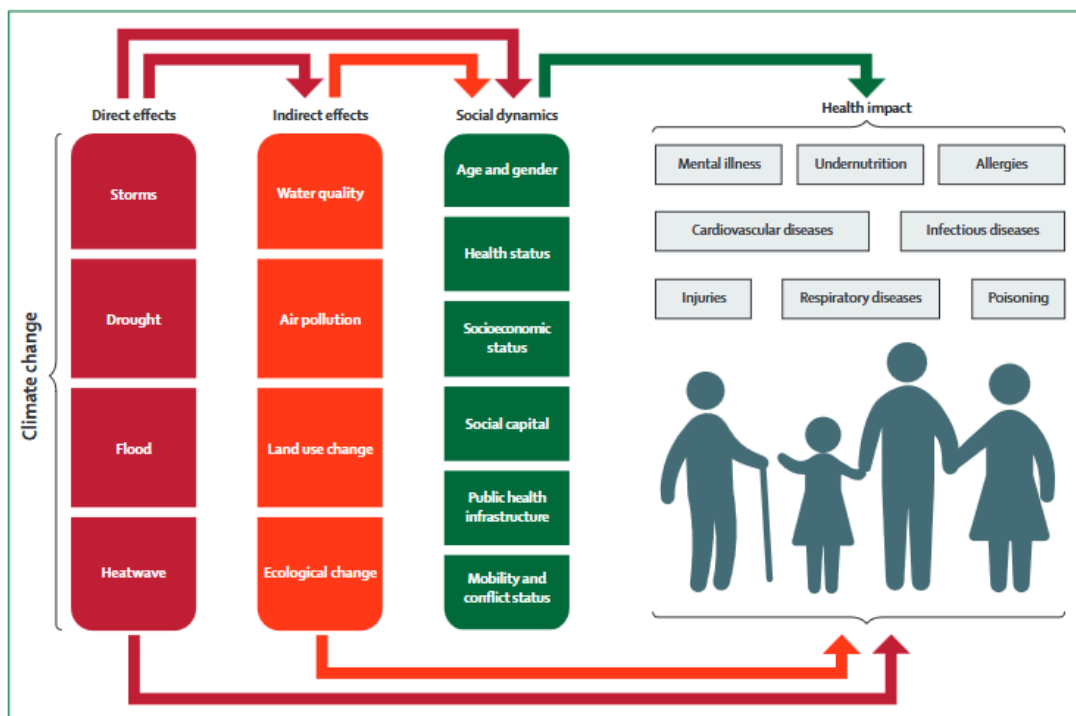 Direct effects
Indirect effects
Social dynamics
Health impact
Climate change
Storms
Drought
Flood
Heatwave
Water quality
Air pollution
Land use change
Ecological change
Age and gender
Health status
Socioeconomic
status
Social capital
Public health
infrastructure
Mobility and
conflict status
Mental illness
Undernutrition
Allergies
Cardiovascular diseases
Infectious diseases
Injuries
Respiratory diseases
Poisoning